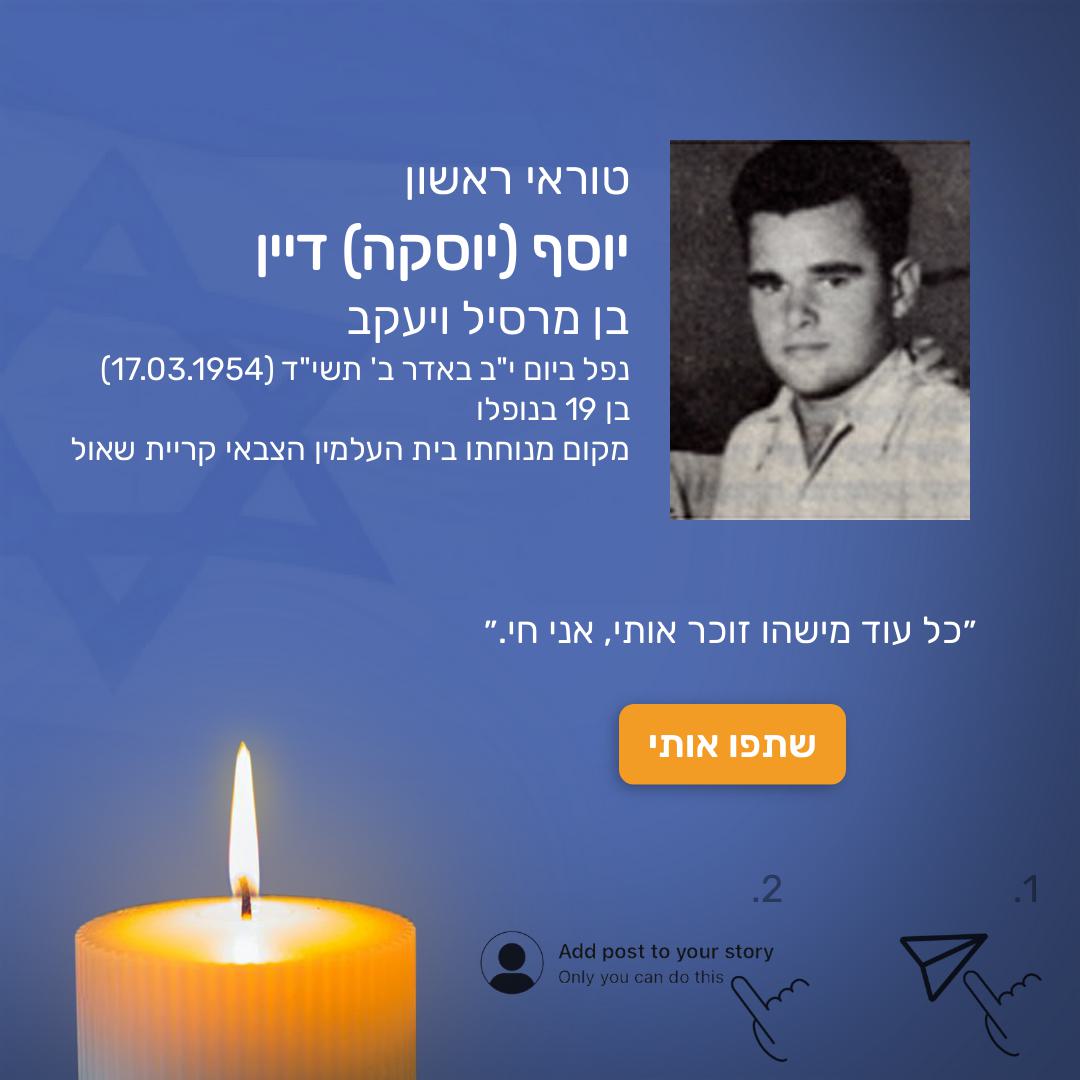 טוראי ראשון
יוסף (יוסקה) דיין
בן מרסיל ויעקב
נפל ביום י"ב באדר ב' תשי"ד (17.03.1954)
בן 19 בנופלו
מקום מנוחתו בית העלמין הצבאי קריית שאול
"כל עוד מישהו זוכר אותי, אני חי."
שתפו אותי
1.
2.
Add post to your story
Only you can do this